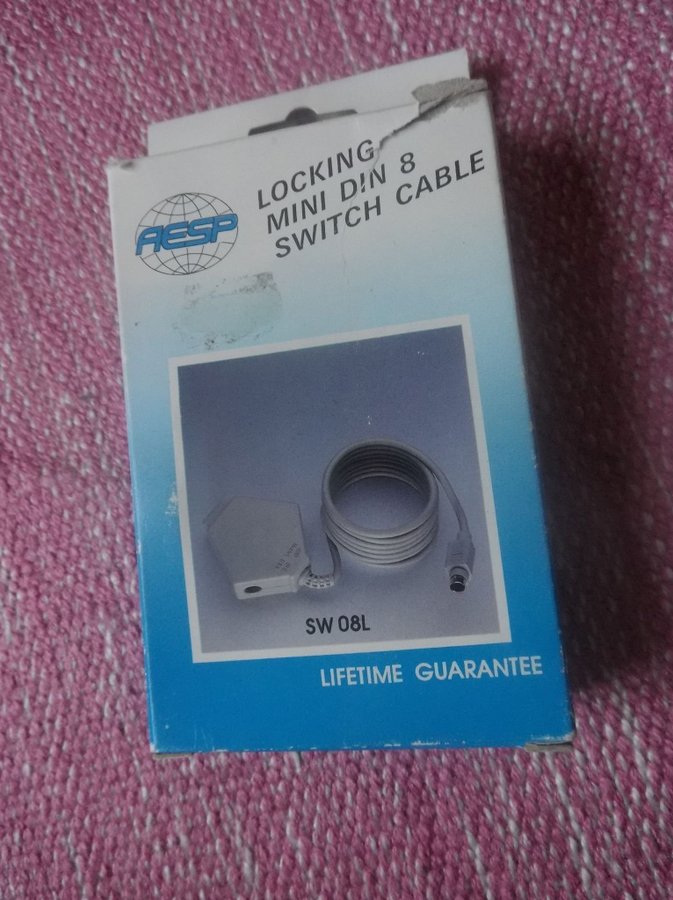 AESP
LOCKING
MINI DIN 8
SWITCH CABLE
SW 08L
LIFETIME GUARANTEE